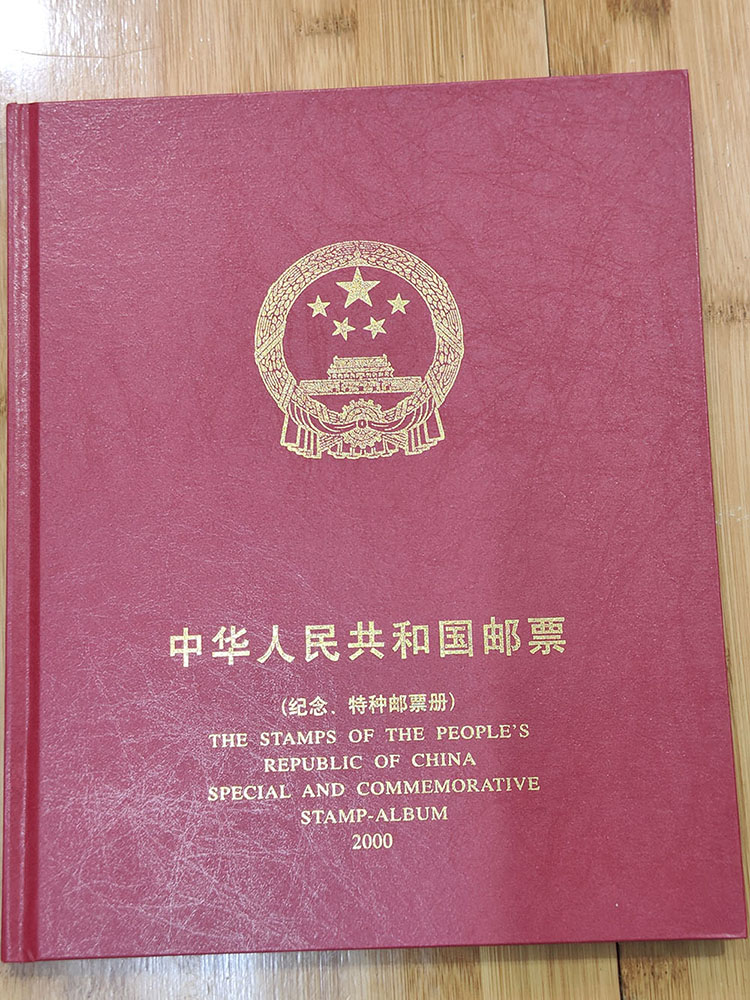 中华人民共和国邮票
(纪念、特种邮票册)
THE STAMPS OF THE PEOPLE'S
REPUBLIC OF CHINA
SPECIAL AND COMMEMORATIVE
STAMP-ALBUM
2000